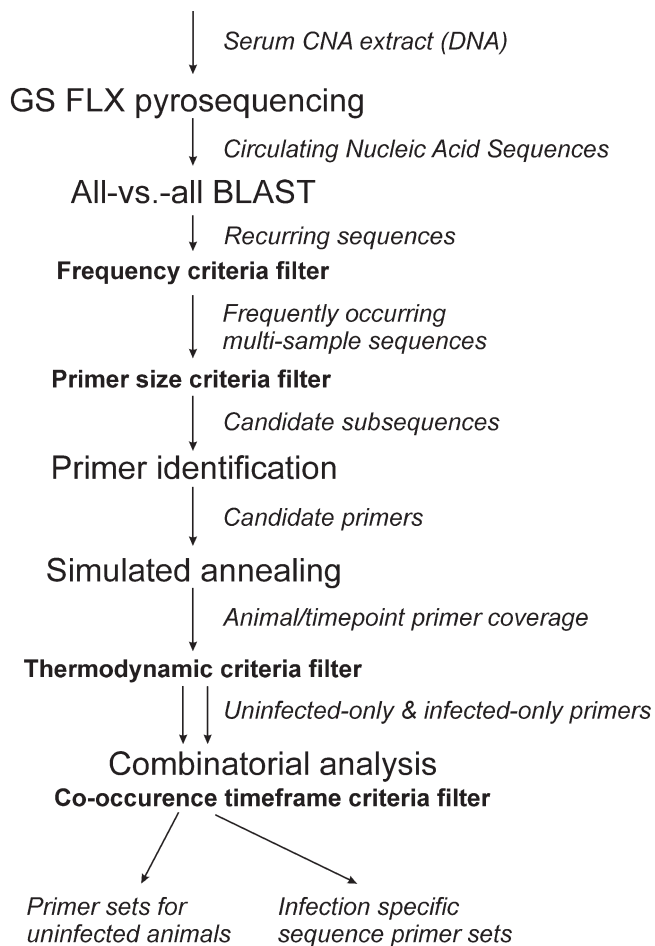 Serum CNA extract (DNA)
GS FLX pyrosequencing
Circulating Nucleic Acid Sequences
All-vs.-all BLAST
Recurring sequences
Frequency criteria filter
Frequently occurring
multi-sample sequences
Primer size criteria filter
Candidate subsequences
Primer identification
Candidate primers
Simulated annealing
Animal/timepoint primer coverage
Thermodynamic criteria filter
Uninfected-only & infected-only primers
Combinatorial analysis
Co-occurence timeframe criteria filter
Primer sets for
uninfected animals
Infection specific
sequence primer sets